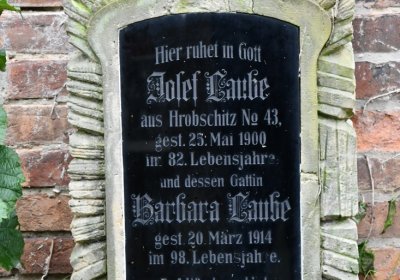 Hier ruhet in Gott
Josef Laube
aus Hrobschitz No 43,
gest. 25. Mai 1900
im 82. Lebensjahre
und dessen Gattin
Barbara Laube
gest. 20. März 1914
im 98. Lebensjahre.